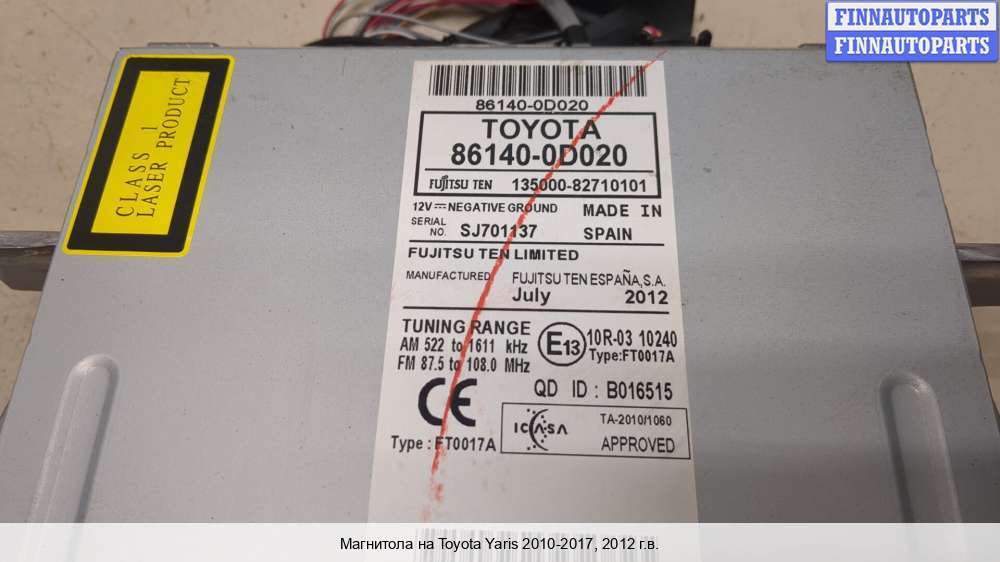 FINNAUTOPARTS
FINNAUTOPARTS
CLASS 1
LASER PRODUCT
86140-0D020
TOYOTA
86140-0D020
FUJITSU TEN 135000-82710101
12V NEGATIVE GROUND MADE IN
SERIAL NO. SJ701137 SPAIN
FUJITSU TEN LIMITED
MANUFACTURED: FUJITSU TEN ESPAÑA,S.A.
July 2012
TUNING RANGE
AM 522 to 1611 kHz
FM 87.5 to 108.0 MHz
E13 10R-03 10240
Type:FT0017A
CE QD ID : B016515
ICASA TA-2010/1060
APPROVED
Type : FT0017A
Магнитола на Toyota Yaris 2010-2017, 2012 г.в.